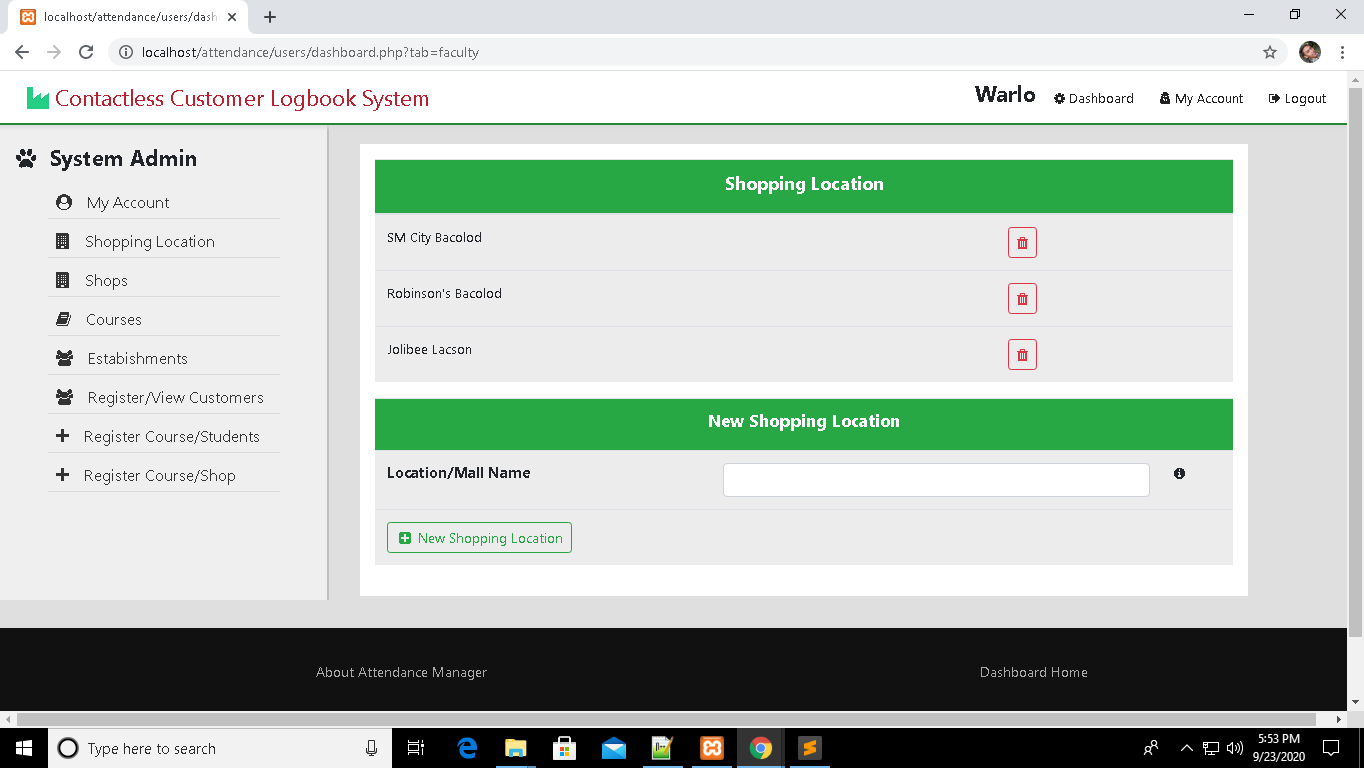 localhost/attendance/users/dash
localhost/attendance/users/dashboard.php?tab=faculty
Contactless Customer Logbook System
Warlo
Dashboard
My Account
Logout
System Admin
My Account
Shopping Location
Shops
Courses
Estabishments
Register/View Customers
Register Course/Students
Register Course/Shop
Shopping Location
SM City Bacolod
Robinson's Bacolod
Jolibee Lacson
New Shopping Location
Location/Mall Name
New Shopping Location
About Attendance Manager
Dashboard Home
Type here to search
5:53 PM
9/23/2020